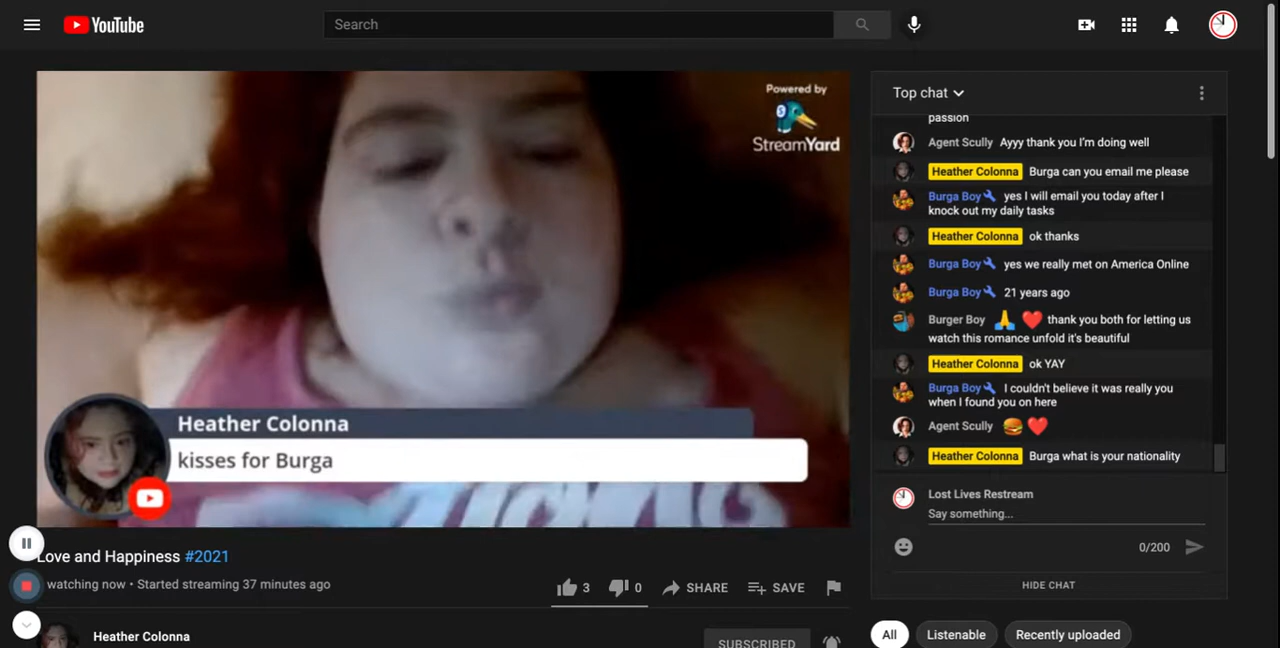 YouTube
Search
Powered by
StreamYard
Heather Colonna
kisses for Burga
Love and Happiness #2021
watching now • Started streaming 37 minutes ago
3
0
SHARE
SAVE
Heather Colonna
SUBSCRIBED
Top chat
passion
Agent Scully Ayyy thank you I'm doing well
Heather Colonna Burga can you email me please
Burga Boy yes I will email you today after I
knock out my daily tasks
Heather Colonna ok thanks
Burga Boy yes we really met on America Online
Burga Boy 21 years ago
Burger Boy 🙏 ❤️ thank you both for letting us
watch this romance unfold it's beautiful
Heather Colonna ok YAY
Burga Boy I couldn't believe it was really you
when I found you on here
Agent Scully 🍔 ❤️
Heather Colonna Burga what is your nationality
Lost Lives Restream
Say something...
0/200
HIDE CHAT
All
Listenable
Recently uploaded